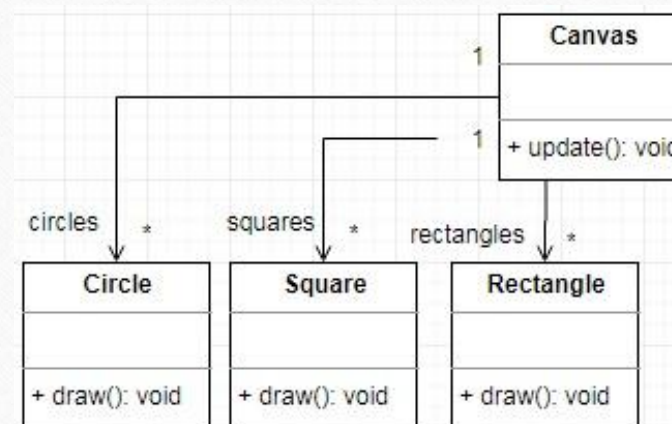 Canvas
1
1
+ update(): void
circles
*
squares
*
rectangles
*
Circle
Square
Rectangle
+ draw(): void
+ draw(): void
+ draw(): void